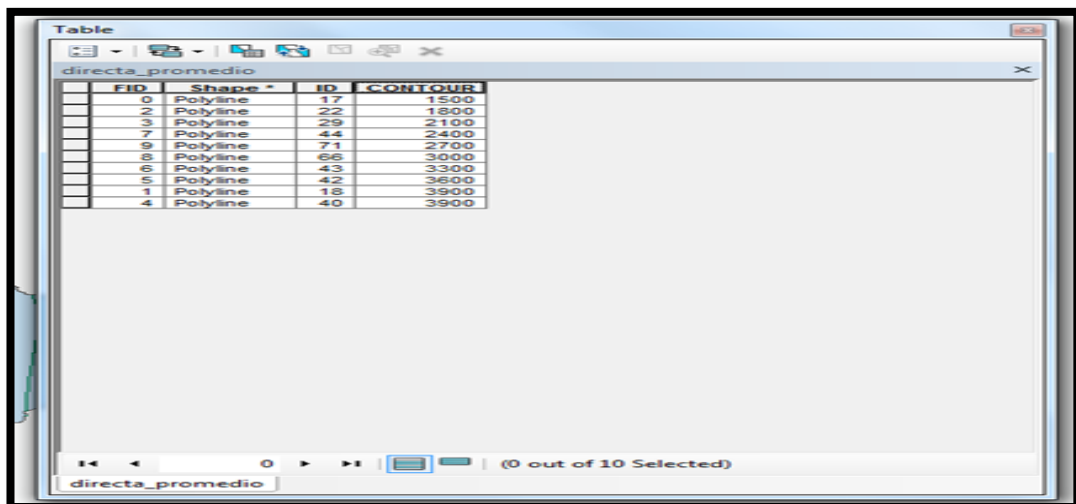 Table
directa_promedio
FID Shape * ID CONTOUR
0 Polyline 17 1500
2 Polyline 22 1800
3 Polyline 29 2100
7 Polyline 44 2400
9 Polyline 71 2700
8 Polyline 66 3000
6 Polyline 43 3300
5 Polyline 42 3600
1 Polyline 18 3900
4 Polyline 40 3900
0 (0 out of 10 Selected)
directa_promedio